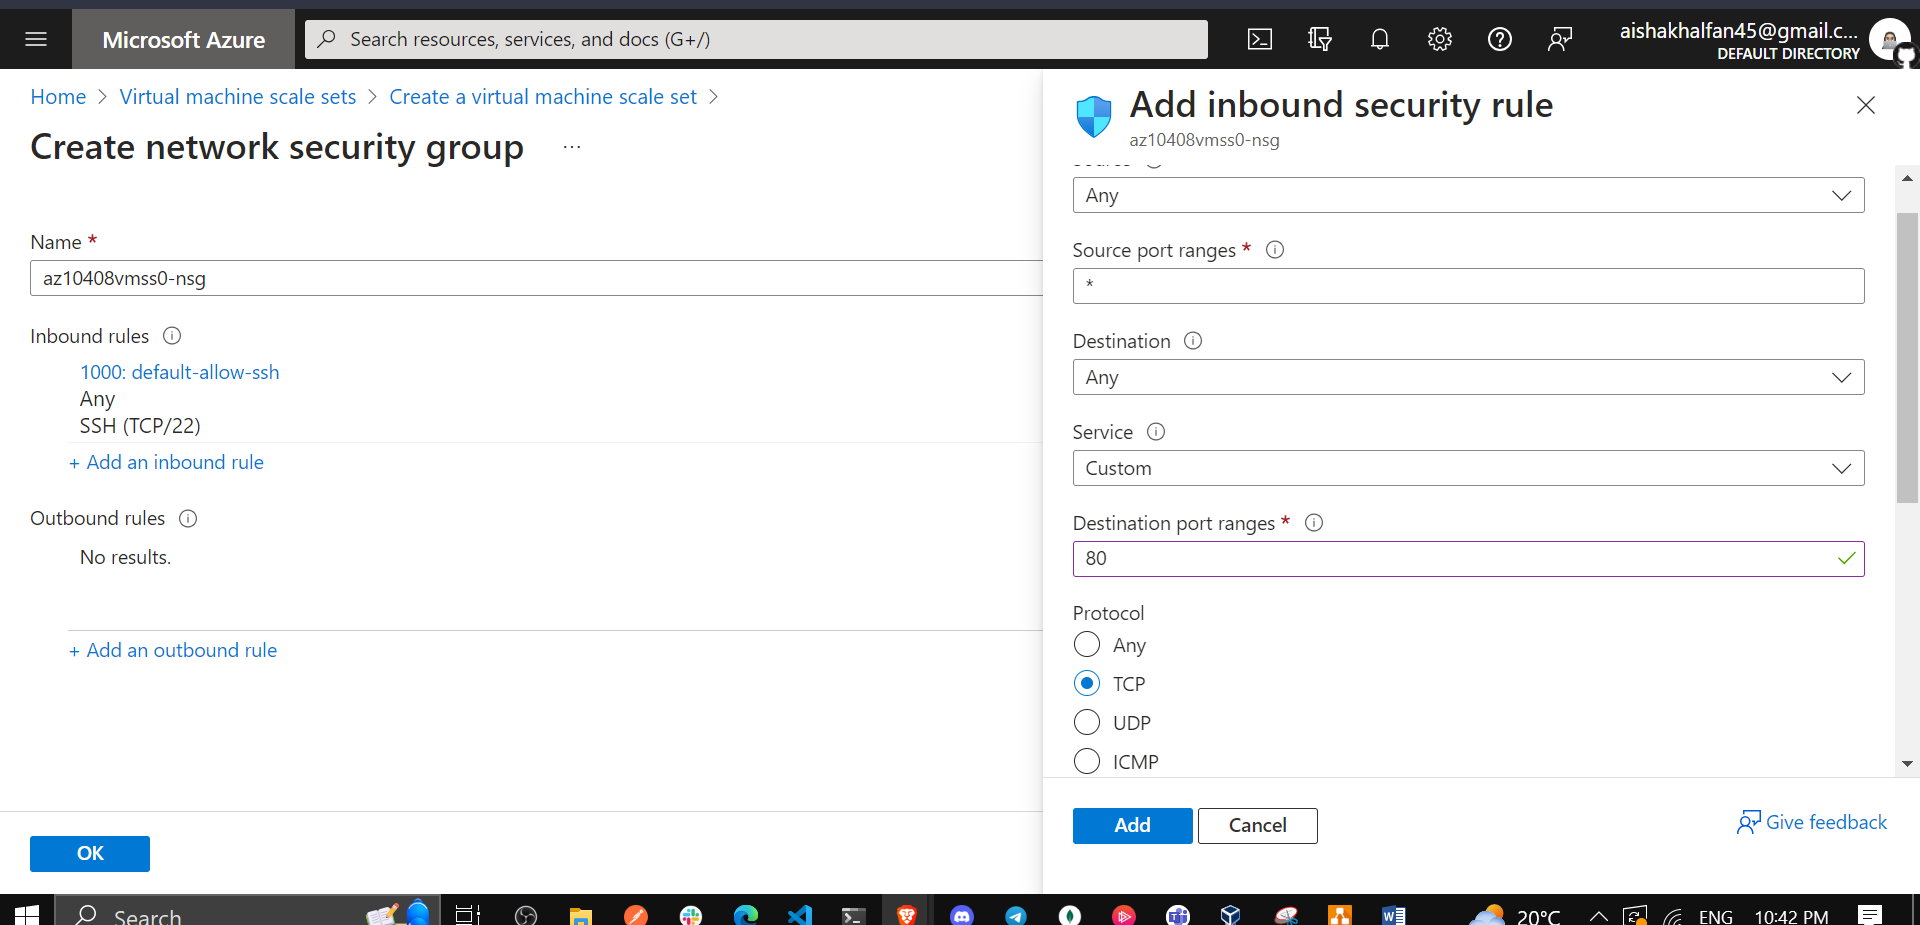 Microsoft Azure
Search resources, services, and docs (G+/)
aishakhalfan45@gmail.c...
DEFAULT DIRECTORY
Home > Virtual machine scale sets > Create a virtual machine scale set >
Create network security group ...
Name *
az10408vmss0-nsg
Inbound rules
1000: default-allow-ssh
Any
SSH (TCP/22)
+ Add an inbound rule
Outbound rules
No results.
+ Add an outbound rule
OK
Add inbound security rule
az10408vmss0-nsg
Any
Source port ranges *
*
Destination
Any
Service
Custom
Destination port ranges *
80
Protocol
Any
TCP
UDP
ICMP
Add
Cancel
Give feedback
Search
20°C
ENG
10:42 PM